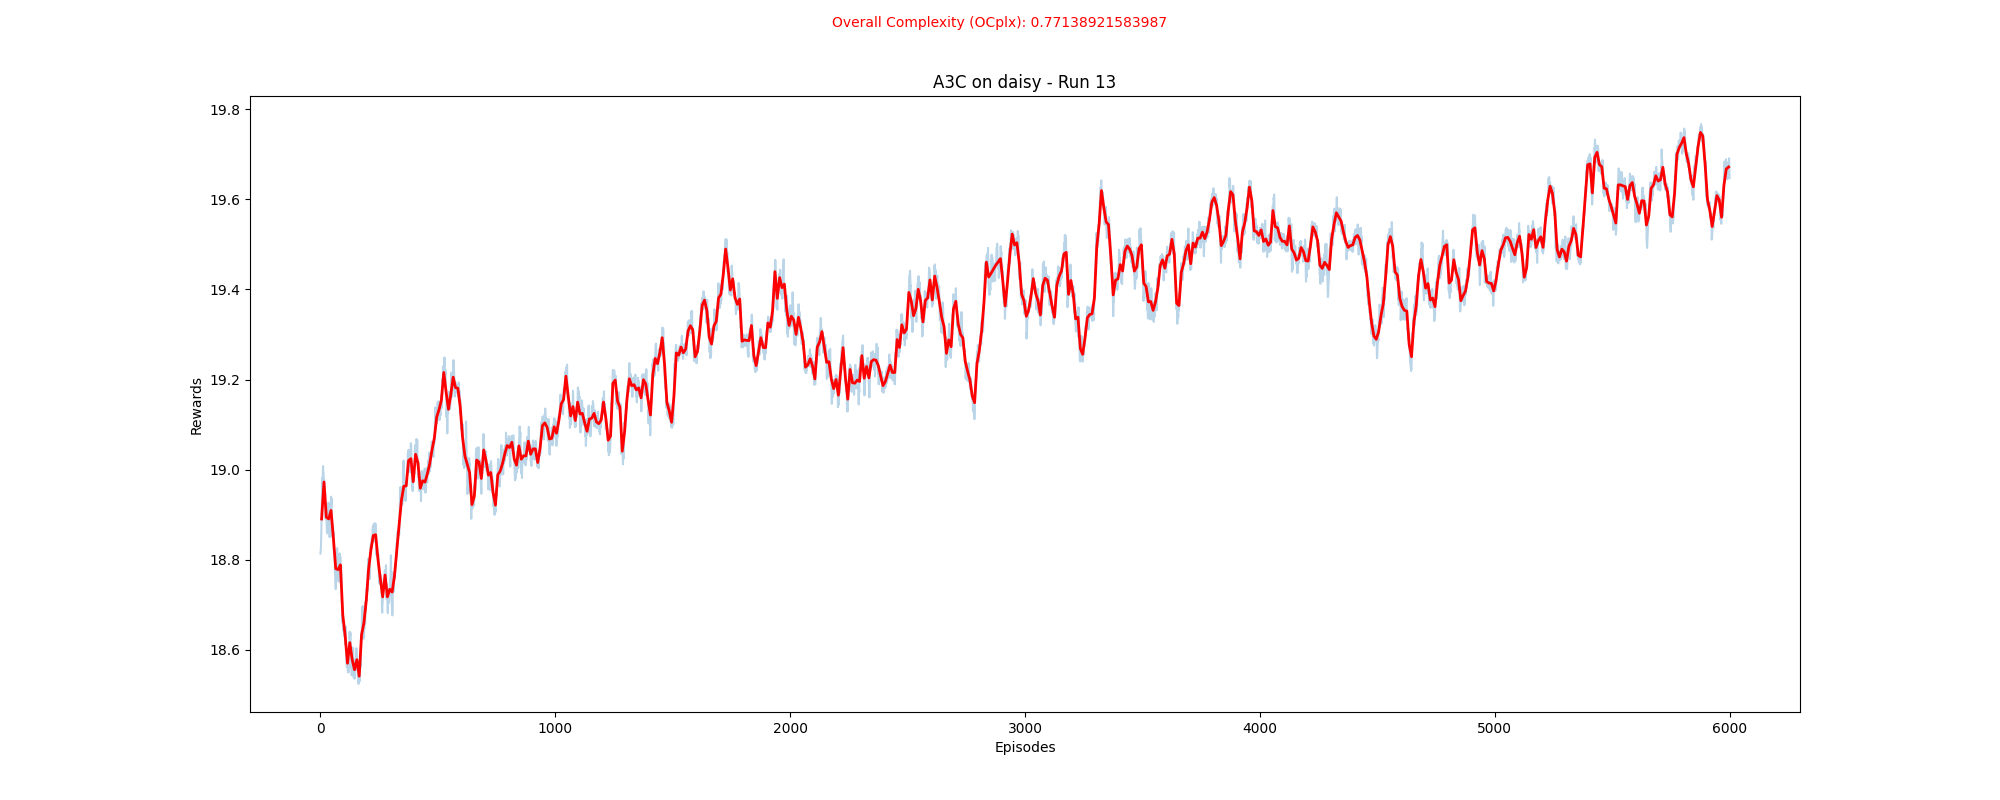 Overall Complexity (OCplx): 0.77138921583987
A3C on daisy - Run 13
Rewards
19.8
19.6
19.4
19.2
19.0
18.8
18.6
0 1000 2000 3000 4000 5000 6000
Episodes